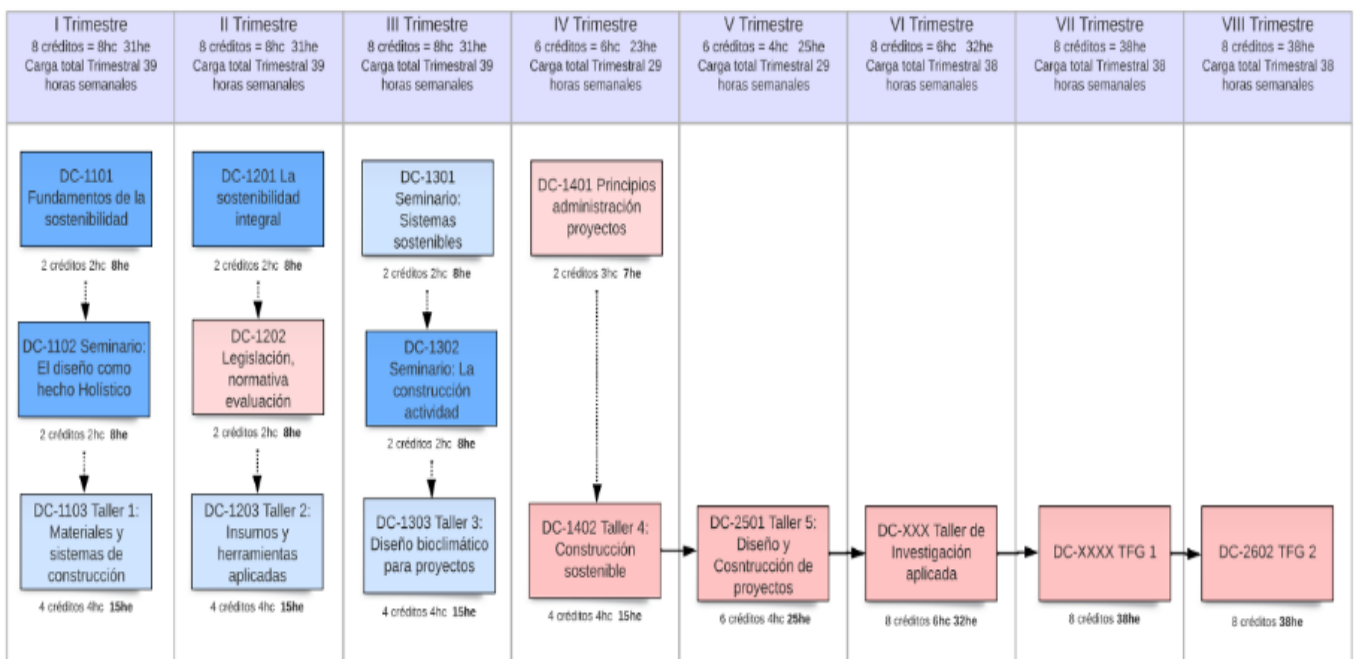 I Trimestre
8 créditos = 8hc 31he
Carga total Trimestral 39
horas semanales
II Trimestre
8 créditos = 8hc 31he
Carga total Trimestral 39
horas semanales
III Trimestre
8 créditos = 8hc 31he
Carga total Trimestral 39
horas semanales
IV Trimestre
6 créditos = 6hc 23he
Carga total Trimestral 29
horas semanales
V Trimestre
6 créditos = 4hc 25he
Carga total Trimestral 29
horas semanales
VI Trimestre
8 créditos = 6hc 32he
Carga total Trimestral 38
horas semanales
VII Trimestre
8 créditos = 38he
Carga total Trimestral 38
horas semanales
VIII Trimestre
8 créditos = 38he
Carga total Trimestral 38
horas semanales
DC-1101
Fundamentos de la
sostenibilidad
2 créditos 2hc 8he
DC-1102 Seminario:
El diseño como
hecho Holístico
2 créditos 2hc 8he
DC-1103 Taller 1:
Materiales y
sistemas de
construcción
4 créditos 4hc 15he
DC-1201 La
sostenibilidad
integral
2 créditos 2hc 8he
DC-1202
Legislación,
normativa
evaluación
2 créditos 2hc 8he
DC-1203 Taller 2:
Insumos y
herramientas
aplicadas
4 créditos 4hc 15he
DC-1301
Seminario:
Sistemas
sostenibles
2 créditos 2hc 8he
DC-1302
Seminario: La
construcción
actividad
2 créditos 2hc 8he
DC-1303 Taller 3:
Diseño bioclimático
para proyectos
4 créditos 4hc 15he
DC-1401 Principios
administración
proyectos
2 créditos 3hc 7he
DC-1402 Taller 4:
Construcción
sostenible
4 créditos 4hc 15he
DC-2501 Taller 5:
Diseño y
Cosntrucción de
proyectos
6 créditos 4hc 25he
DC-XXX Taller de
Investigación
aplicada
8 créditos 6hc 32he
DC-XXXX TFG 1
8 créditos 38he
DC-2602 TFG 2
8 créditos 38he